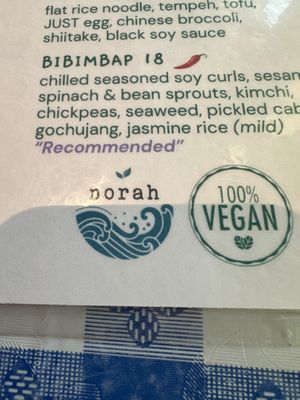 flat rice noodle, tempeh, tofu,
JUST egg, chinese broccoli,
shiitake, black soy sauce
BIBIMBAP 18
chilled seasoned soy curls,
spinach & bean sprouts, kimchi,
chickpeas, seaweed, pickled
gochujang, jasmine rice (mild)
"Recommended"
norah
100%
VEGAN